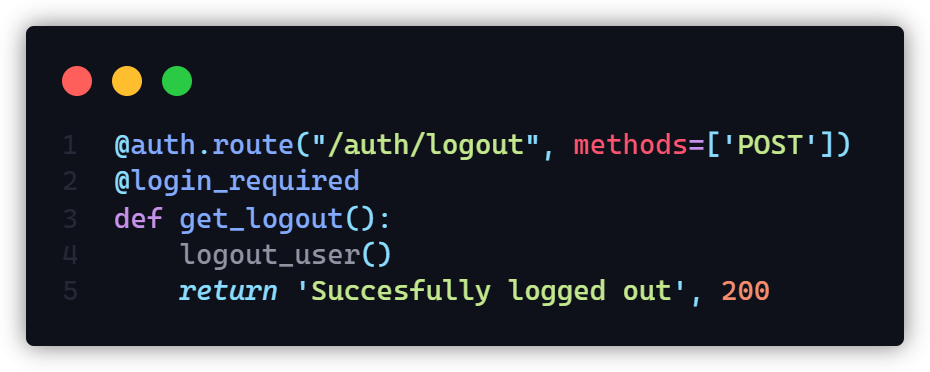 1 @auth.route("/auth/logout", methods=['POST'])
2 @login_required
3 def get_logout():
4     logout_user()
5     return 'Succesfully logged out', 200